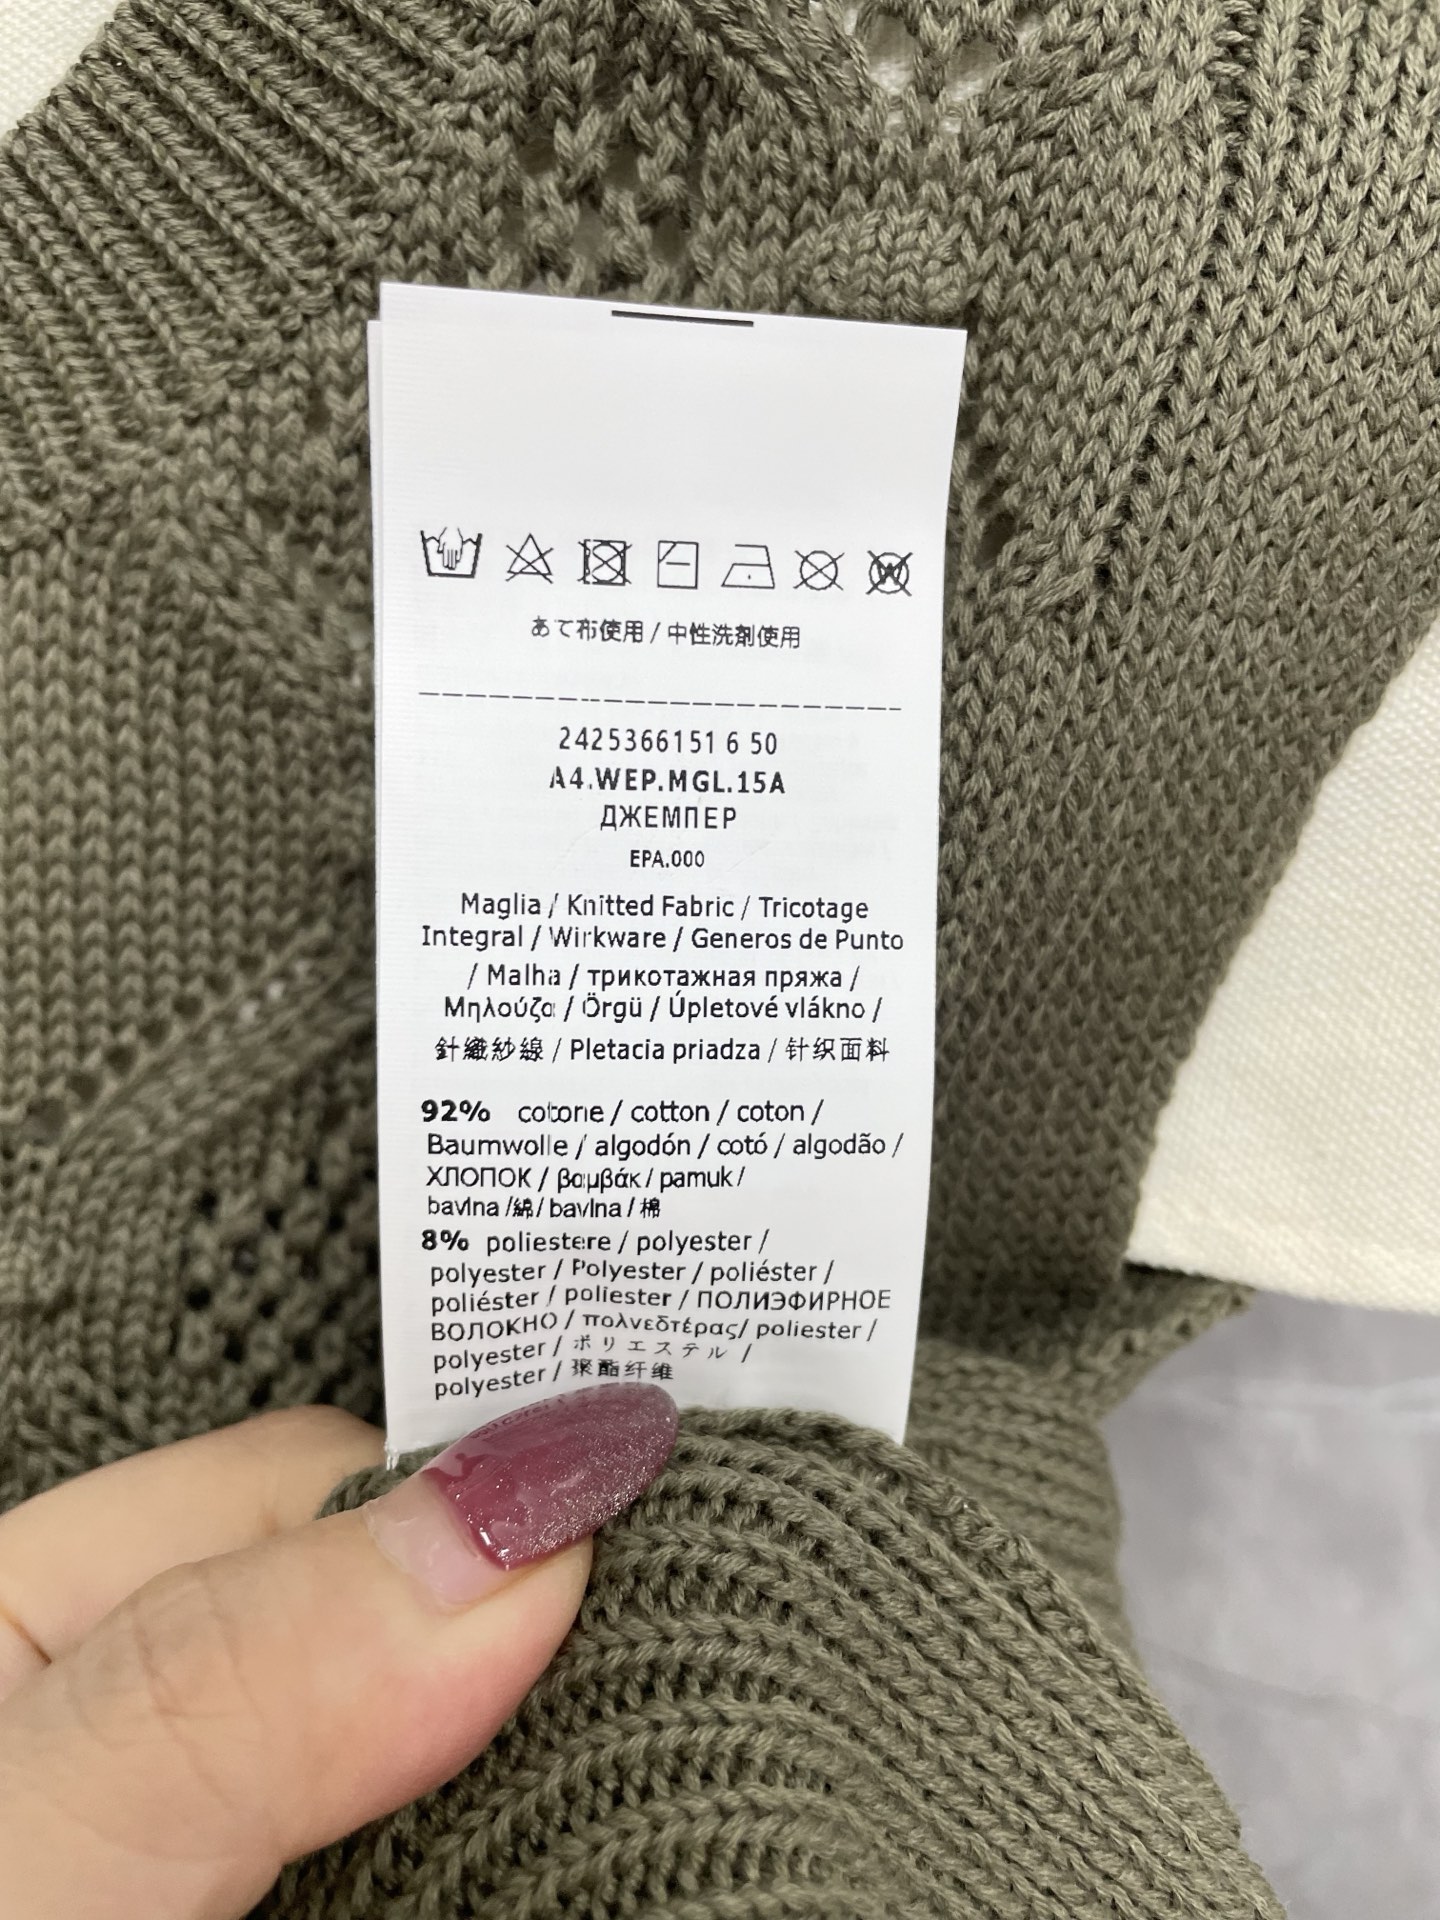 あて布使用 / 中性洗剤使用
2425366151 6 50
A4.WEP.MGL.15A
ДЖЕМПЕР
EPA.000
Maglia / Knitted Fabric / Tricotage
Integral / Wirkware / Generos de Punto
/ Malha / трикотажная пряжа /
Μηλούζα / Örgü / Úpletové vlákno /
針織紗線 / Pletacia priadza / 针织面料
92% cotone / cotton / coton /
Baumwolle / algodón / cotó / algodão /
ХЛОПОК / βαμβάκ / pamuk /
bavlna /綿/ bavlna / 棉
8% poliestere / polyester /
polyester / Polyester / poliéster /
poliéster / poliester / ПОЛИЭФИРНОЕ
ВОЛОКНО / πολνεδτέρας/ poliester /
polyester / ポリエステル /
polyester / 聚酯纤维